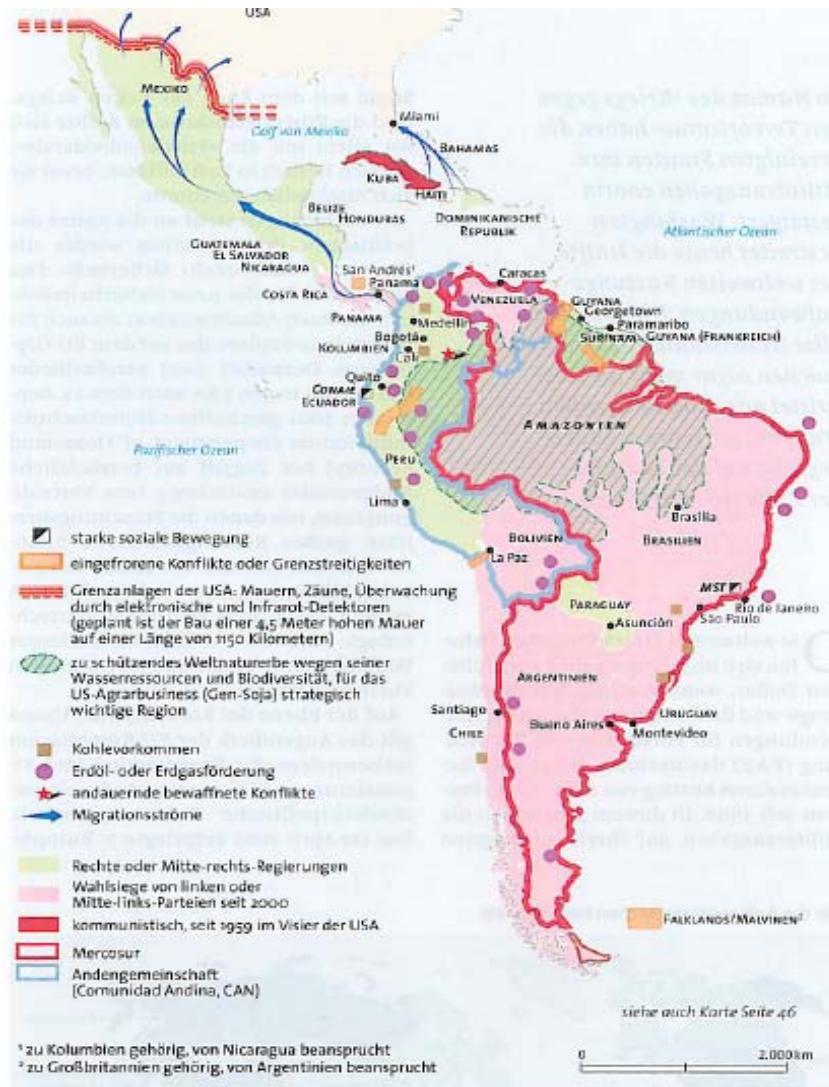 USA
MEXIKO
Golf von Mexiko
Miami
BAHAMAS
KUBA
HAITI
DOMINIKANISCHE
REPUBLIK
BELIZE
HONDURAS
GUATEMALA
EL SALVADOR
NICARAGUA
COSTA RICA
PANAMA
San Andrés¹
Panamá
Atlantischer Ozean
Caracas
VENEZUELA
GUYANA
Georgetown
Paramaribo
SURINAM
GUYANA (FRANKREICH)
Medellín
Bogotá
KOLUMBIEN
Cali
Quito
CONAIE
ECUADOR
AMAZONIEN
Pazifischer Ozean
PERU
Lima
Brasília
BRASILIEN
BOLIVIEN
La Paz
MST
Rio de Janeiro
São Paulo
PARAGUAY
Asunción
ARGENTINIEN
Santiago
CHILE
Buenos Aires
URUGUAY
Montevideo
FALKLANDS/MALVINEN²
starke soziale Bewegung
eingefrorene Konflikte oder Grenzstreitigkeiten
Grenzanlagen der USA: Mauern, Zäune, Überwachung
durch elektronische und Infrarot-Detektoren
(geplant ist der Bau einer 4,5 Meter hohen Mauer
auf einer Länge von 1150 Kilometern)
zu schützendes Weltnaturerbe wegen seiner
Wasserressourcen und Biodiversität, für das
US-Agrarbusiness (Gen-Soja) strategisch
wichtige Region
Kohlevorkommen
Erdöl- oder Erdgasförderung
andauernde bewaffnete Konflikte
Migrationsströme
Rechte oder Mitte-rechts-Regierungen
Wahlsiege von linken oder
Mitte-links-Parteien seit 2000
kommunistisch, seit 1959 im Visier der USA
Mercosur
Andengemeinschaft
(Comunidad Andina, CAN)
siehe auch Karte Seite 46
¹ zu Kolumbien gehörig, von Nicaragua beansprucht
² zu Großbritannien gehörig, von Argentinien beansprucht
0 2.000 km